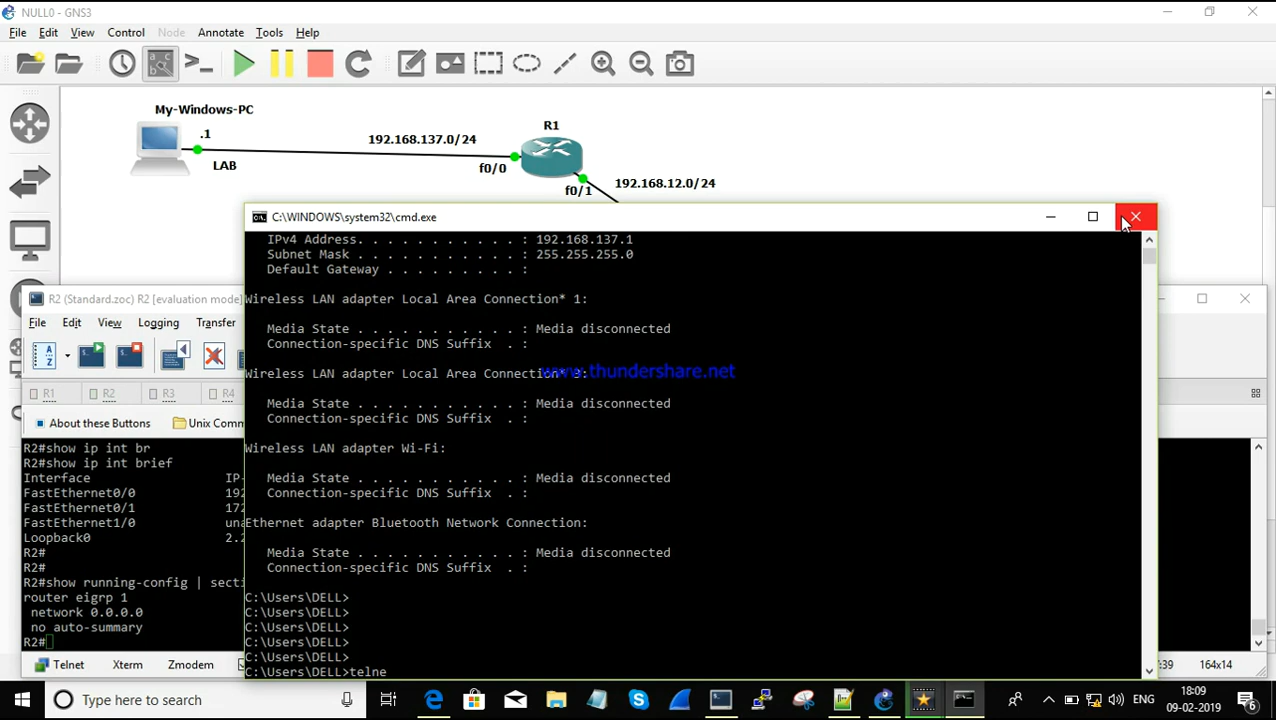 NULL0 - GNS3
File Edit View Control Node Annotate Tools Help
My-Windows-PC
.1
LAB
192.168.137.0/24
R1
f0/0
f0/1
192.168.12.0/24
C:\WINDOWS\system32\cmd.exe
IPv4 Address. . . . . . . . . . . : 192.168.137.1
Subnet Mask . . . . . . . . . . . : 255.255.255.0
Default Gateway . . . . . . . . . :
Wireless LAN adapter Local Area Connection* 1:
Media State . . . . . . . . . . . : Media disconnected
Connection-specific DNS Suffix  . :
Wireless LAN adapter Local Area Connection*
www.thundershare.net
Media State . . . . . . . . . . . : Media disconnected
Connection-specific DNS Suffix  . :
Wireless LAN adapter Wi-Fi:
Media State . . . . . . . . . . . : Media disconnected
Connection-specific DNS Suffix  . :
Ethernet adapter Bluetooth Network Connection:
Media State . . . . . . . . . . . : Media disconnected
Connection-specific DNS Suffix  . :
C:\Users\DELL>
C:\Users\DELL>
C:\Users\DELL>
C:\Users\DELL>
C:\Users\DELL>
C:\Users\DELL>telne
R2 (Standard.zoc) R2 [evaluation mode]
File Edit View Logging Transfer
R1 R2 R3 R4
About these Buttons Unix Comm
R2#show ip int br
R2#show ip int brief
Interface IP-
FastEthernet0/0 192
FastEthernet0/1 172
FastEthernet1/0 una
Loopback0 2.2
R2#
R2#
R2#show running-config | secti
router eigrp 1
network 0.0.0.0
no auto-summary
R2#
Telnet Xterm Zmodem :39 164x14
Type here to search
ENG
18:09
09-02-2019
6